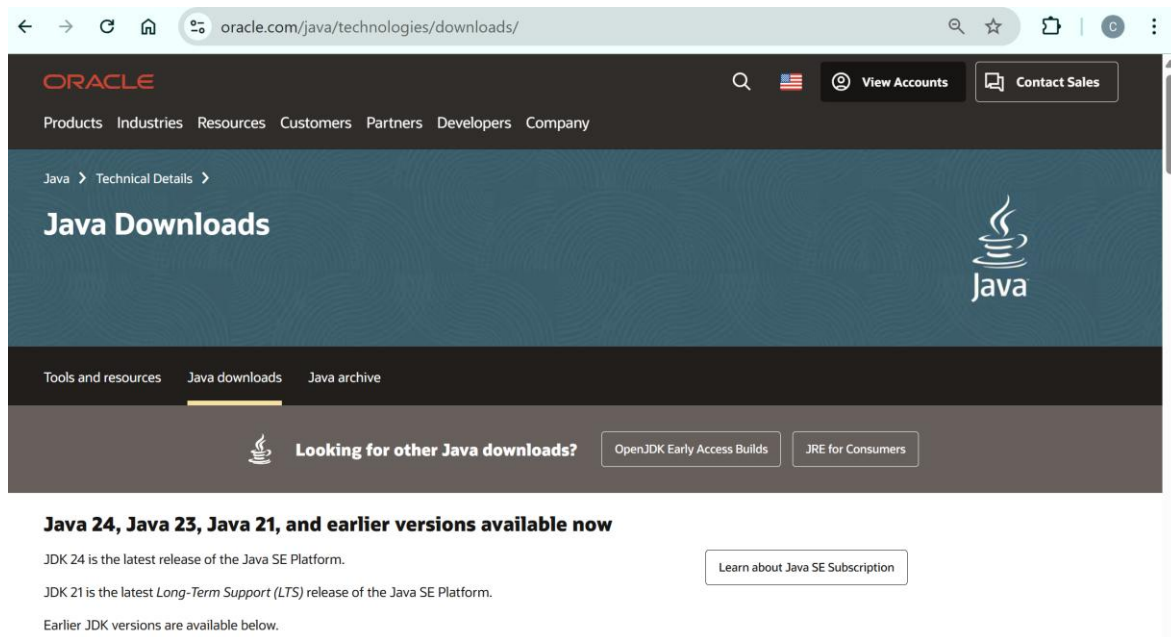 oracle.com/java/technologies/downloads/
C
ORACLE
View Accounts
Contact Sales
Products Industries Resources Customers Partners Developers Company
Java > Technical Details >
Java Downloads
Java
Tools and resources Java downloads Java archive
Looking for other Java downloads? OpenJDK Early Access Builds JRE for Consumers
Java 24, Java 23, Java 21, and earlier versions available now
JDK 24 is the latest release of the Java SE Platform.
Learn about Java SE Subscription
JDK 21 is the latest Long-Term Support (LTS) release of the Java SE Platform.
Earlier JDK versions are available below.